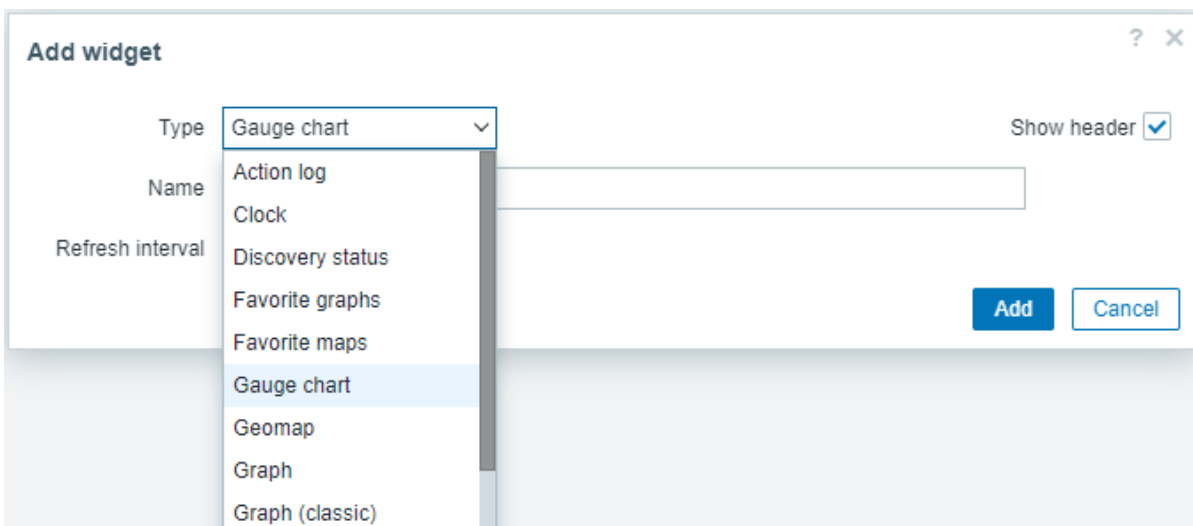 Add widget
?
Type Gauge chart Show header
Action log
Name
Clock
Refresh interval
Discovery status
Favorite graphs
Add Cancel
Favorite maps
Gauge chart
Geomap
Graph
Graph (classic)